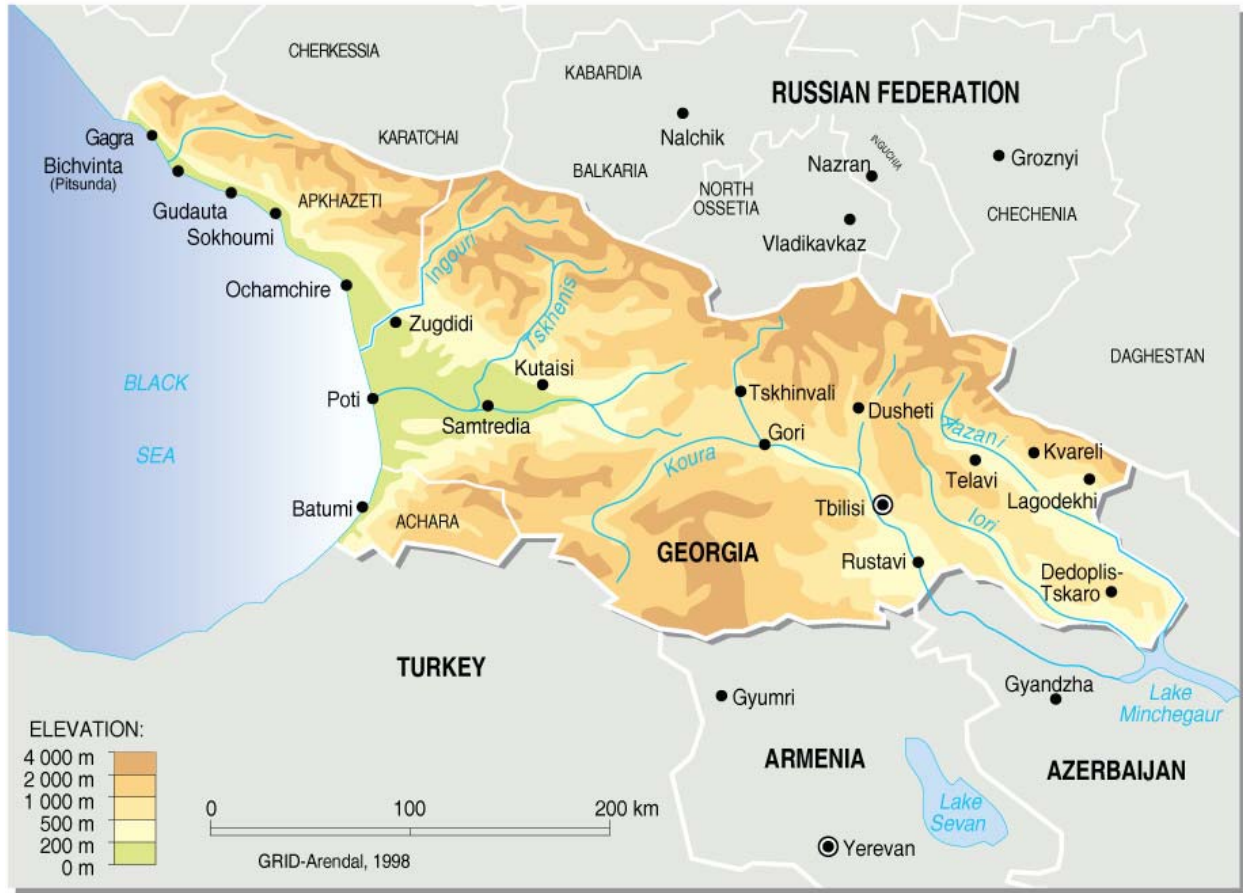 CHERKESSIA
KABARDIA
RUSSIAN FEDERATION
Gagra
KARATCHAI
Nalchik
INGUCHIA
Groznyi
Bichvinta
(Pitsunda)
BALKARIA
Nazran
NORTH
OSSETIA
APKHAZETI
Gudauta
CHECHENIA
Sokhoumi
Vladikavkaz
Ingouri
Ochamchire
Tskhenis
Zugdidi
DAGHESTAN
Kutaisi
BLACK
SEA
Poti
Tskhinvali
Dusheti
Samtredia
Gori
Kazani
Kvareli
Koura
Telavi
Lagodekhi
Batumi
Tbilisi
Iori
ACHARA
GEORGIA
Rustavi
Dedoplis-
Tskaro
TURKEY
Gyumri
Gyandzha
Lake
Minchegaur
ARMENIA
AZERBAIJAN
Lake
Sevan
Yerevan
ELEVATION:
4 000 m
2 000 m
1 000 m
500 m
200 m
0 m
0 100 200 km
GRID-Arendal, 1998